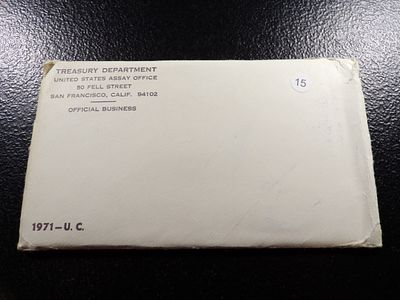 TREASURY DEPARTMENT
UNITED STATES ASSAY OFFICE
50 FELL STREET
SAN FRANCISCO, CALIF. 94102
OFFICIAL BUSINESS
15
1971-U. C.